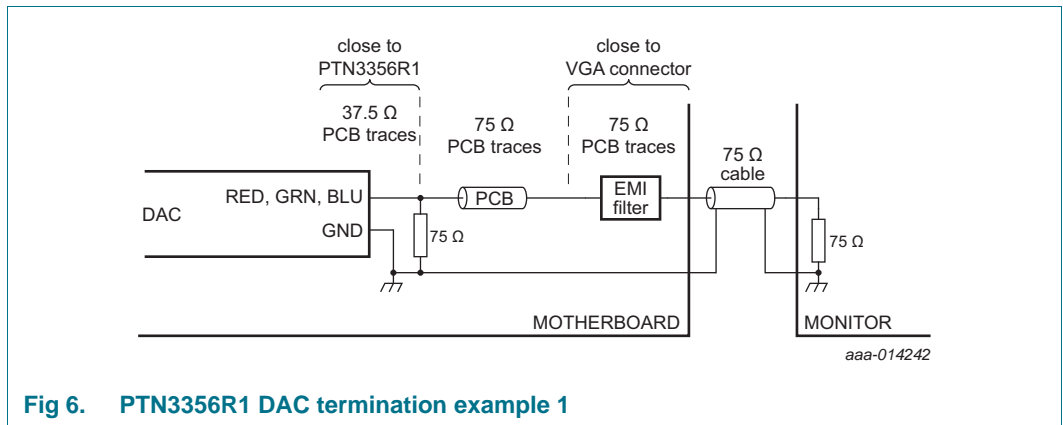 close to
PTN3356R1
close to
VGA connector
37.5 Ω
PCB traces
75 Ω
PCB traces
75 Ω
PCB traces
75 Ω
cable
DAC
RED, GRN, BLU
GND
75 Ω
PCB
EMI
filter
75 Ω
MOTHERBOARD
MONITOR
aaa-014242
Fig 6. PTN3356R1 DAC termination example 1